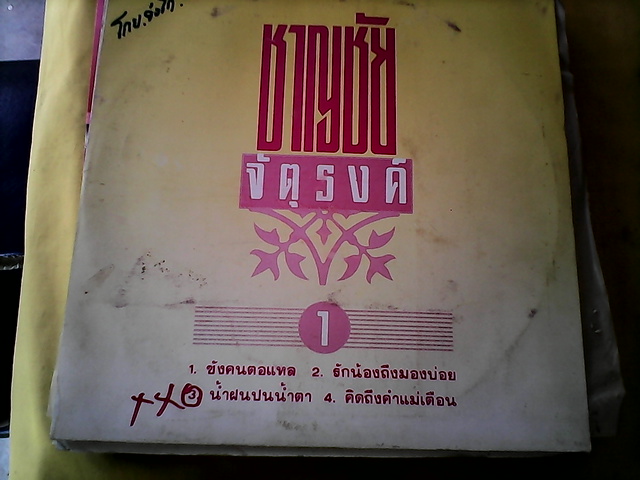 ชาญชัย
จัตุรงค์
1
1. ขังคนตอแหล 2. รักน้องถึงมองบ่อย
3 น้ำฝนปนน้ำตา 4. คิดถึงคำแม่เตือน